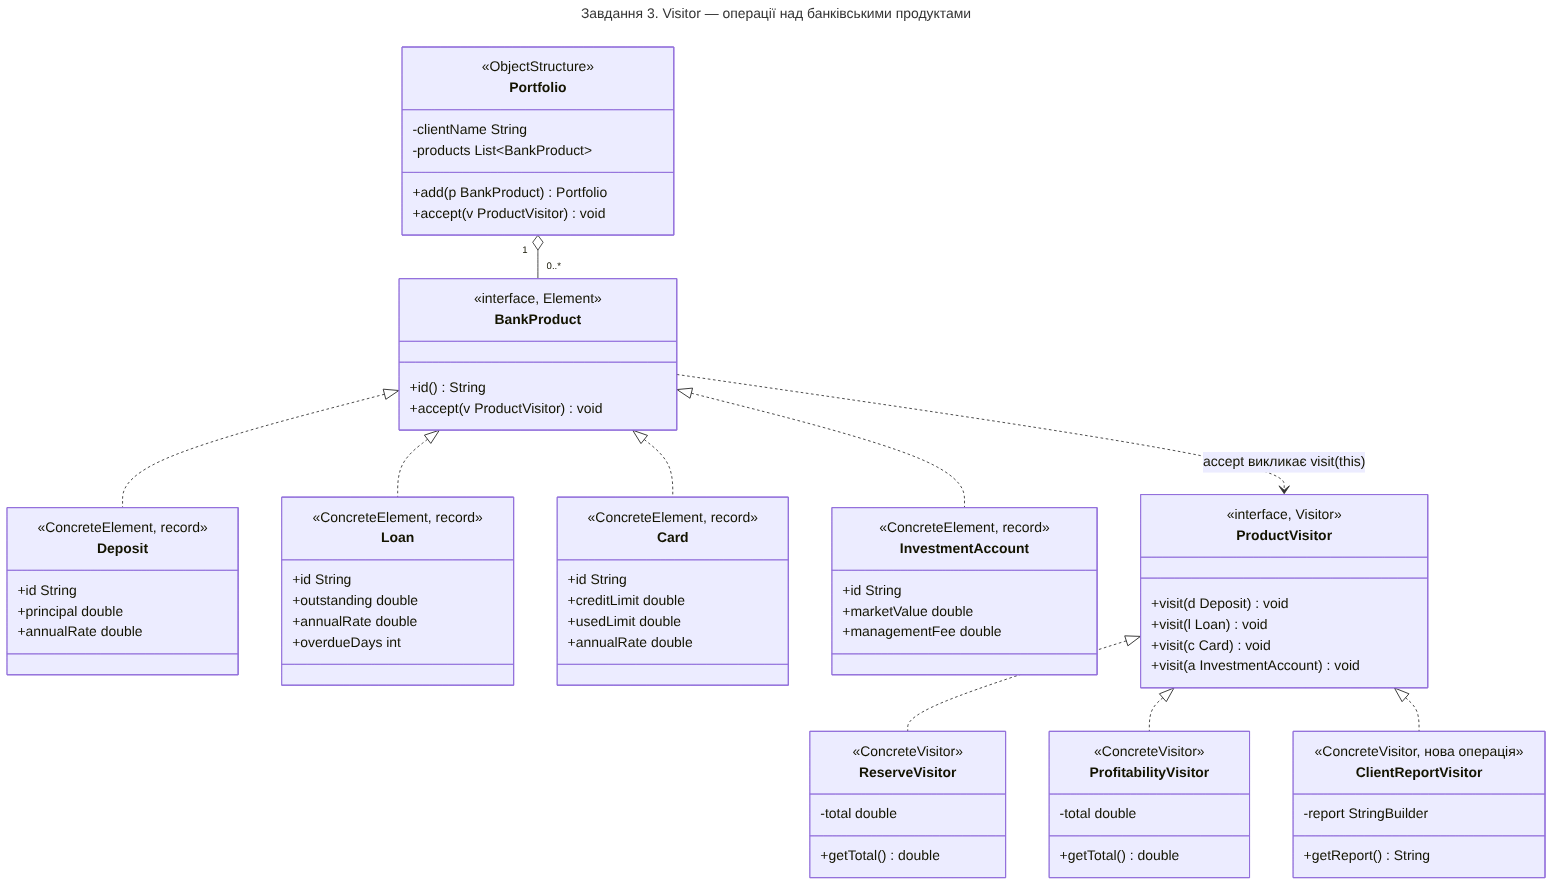 Завдання 3. Visitor — операції над банківськими продуктами
«ObjectStructure»
Portfolio
-clientName String
-products List<BankProduct>
+add(p BankProduct) : Portfolio
+accept(v ProductVisitor) : void
1
0..*
«interface, Element»
BankProduct
+id() : String
+accept(v ProductVisitor) : void
accept викликає visit(this)
«ConcreteElement, record»
Deposit
+id String
+principal double
+annualRate double
«ConcreteElement, record»
Loan
+id String
+outstanding double
+annualRate double
+overdueDays int
«ConcreteElement, record»
Card
+id String
+creditLimit double
+usedLimit double
+annualRate double
«ConcreteElement, record»
InvestmentAccount
+id String
+marketValue double
+managementFee double
«interface, Visitor»
ProductVisitor
+visit(d Deposit) : void
+visit(l Loan) : void
+visit(c Card) : void
+visit(a InvestmentAccount) : void
«ConcreteVisitor»
ReserveVisitor
-total double
+getTotal() : double
«ConcreteVisitor»
ProfitabilityVisitor
-total double
+getTotal() : double
«ConcreteVisitor, нова операція»
ClientReportVisitor
-report StringBuilder
+getReport() : String